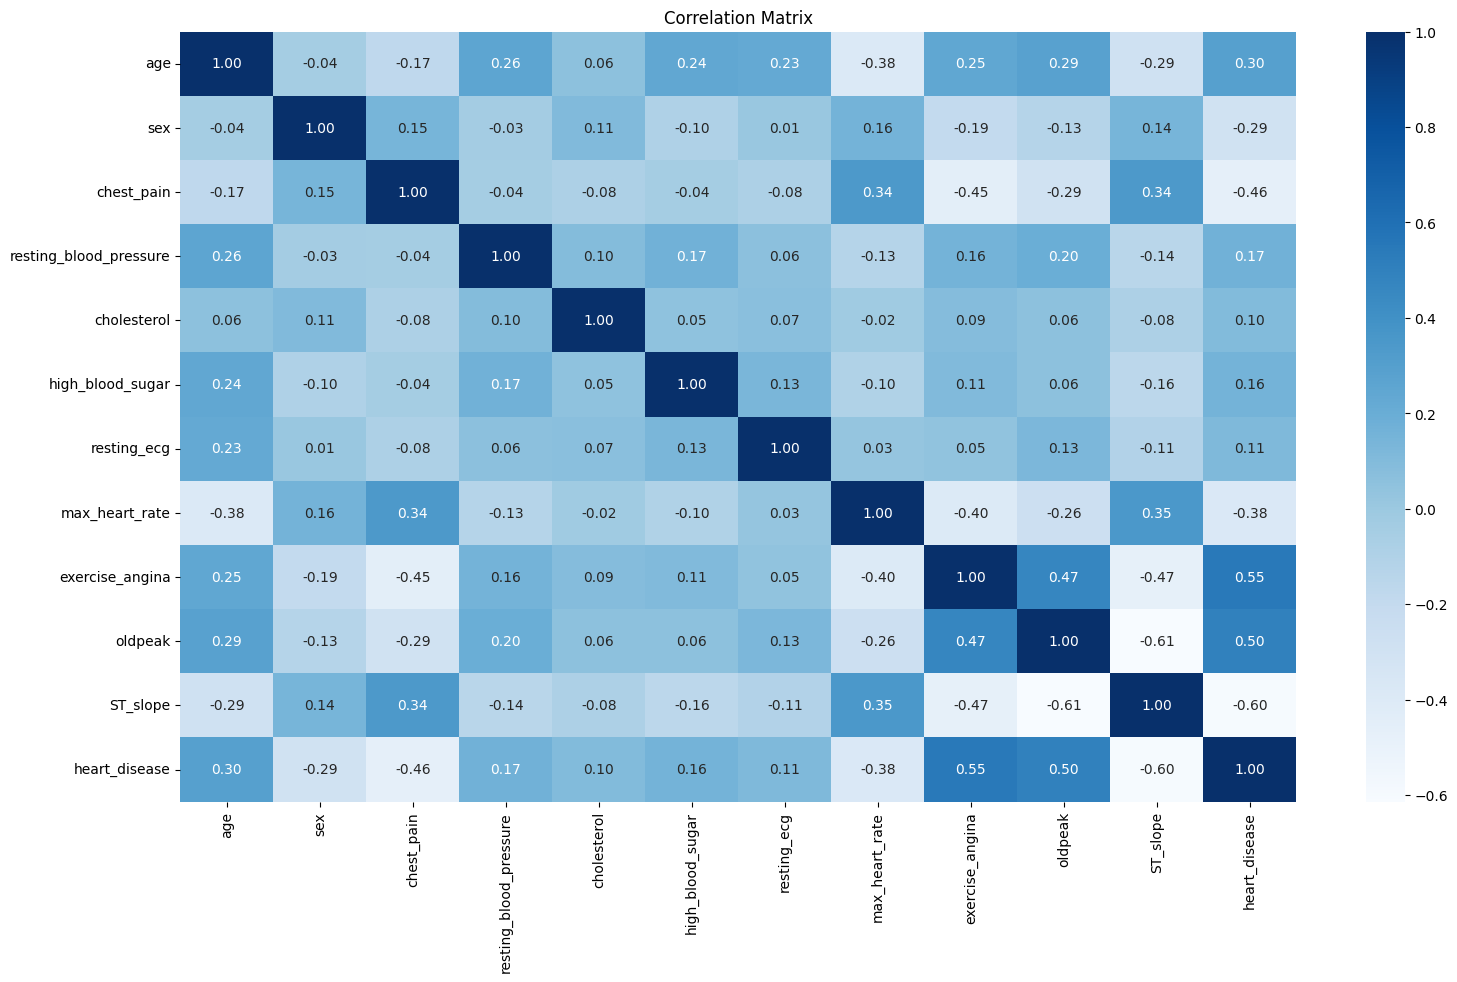 Correlation Matrix
age 1.00 -0.04 -0.17 0.26 0.06 0.24 0.23 -0.38 0.25 0.29 -0.29 0.30
sex -0.04 1.00 0.15 -0.03 0.11 -0.10 0.01 0.16 -0.19 -0.13 0.14 -0.29
chest_pain -0.17 0.15 1.00 -0.04 -0.08 -0.04 -0.08 0.34 -0.45 -0.29 0.34 -0.46
resting_blood_pressure 0.26 -0.03 -0.04 1.00 0.10 0.17 0.06 -0.13 0.16 0.20 -0.14 0.17
cholesterol 0.06 0.11 -0.08 0.10 1.00 0.05 0.07 -0.02 0.09 0.06 -0.08 0.10
high_blood_sugar 0.24 -0.10 -0.04 0.17 0.05 1.00 0.13 -0.10 0.11 0.06 -0.16 0.16
resting_ecg 0.23 0.01 -0.08 0.06 0.07 0.13 1.00 0.03 0.05 0.13 -0.11 0.11
max_heart_rate -0.38 0.16 0.34 -0.13 -0.02 -0.10 0.03 1.00 -0.40 -0.26 0.35 -0.38
exercise_angina 0.25 -0.19 -0.45 0.16 0.09 0.11 0.05 -0.40 1.00 0.47 -0.47 0.55
oldpeak 0.29 -0.13 -0.29 0.20 0.06 0.06 0.13 -0.26 0.47 1.00 -0.61 0.50
ST_slope -0.29 0.14 0.34 -0.14 -0.08 -0.16 -0.11 0.35 -0.47 -0.61 1.00 -0.60
heart_disease 0.30 -0.29 -0.46 0.17 0.10 0.16 0.11 -0.38 0.55 0.50 -0.60 1.00
age
sex
chest_pain
resting_blood_pressure
cholesterol
high_blood_sugar
resting_ecg
max_heart_rate
exercise_angina
oldpeak
ST_slope
heart_disease
1.0
0.8
0.6
0.4
0.2
0.0
−0.2
−0.4
−0.6